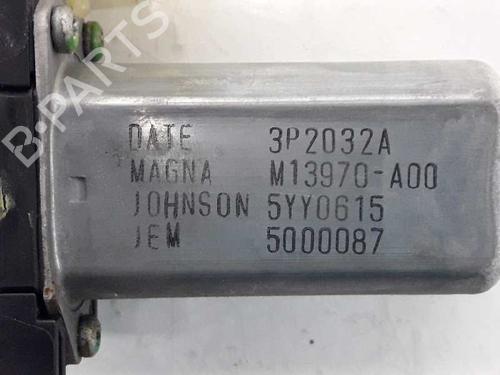 B-PARTS
DATE 3P2032A
MAGNA M13970-A00
JOHNSON 5YY0615
JEM 5000087